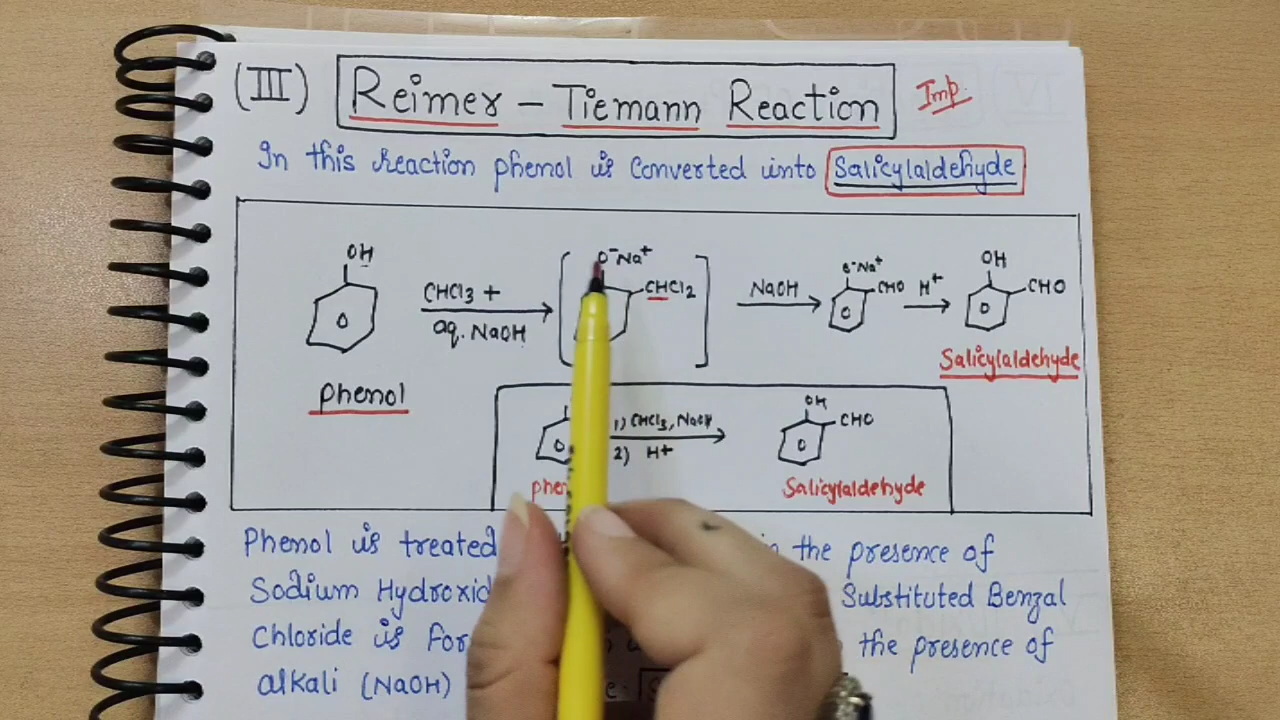 (III) Reimer - Tiemann Reaction Imp.
In this reaction phenol is converted into Salicylaldehyde
OH
CHCl3 +
aq. NaOH
O⁻Na⁺
CHCl2
NaOH
O⁻Na⁺
CHO
H⁺
OH
CHO
Salicylaldehyde
phenol
1) CHCl3, NaOH
2) H⁺
OH
CHO
Salicylaldehyde
Phenol is treated in the presence of
Sodium Substituted Benzal
Chloride is the presence of
alkali (NaOH)